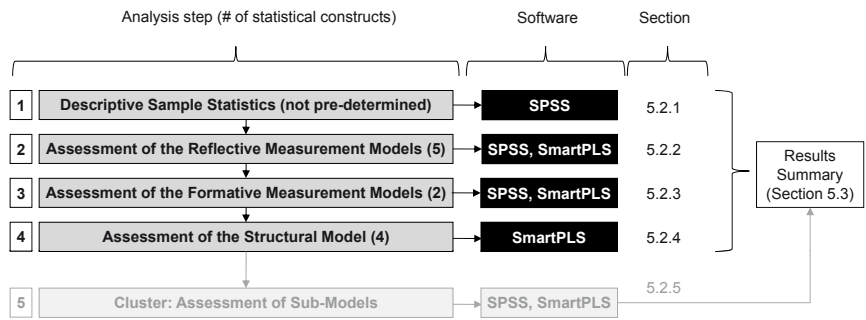 Analysis step (# of statistical constructs) Software Section
1 Descriptive Sample Statistics (not pre-determined) SPSS 5.2.1
2 Assessment of the Reflective Measurement Models (5) SPSS, SmartPLS 5.2.2
3 Assessment of the Formative Measurement Models (2) SPSS, SmartPLS 5.2.3
4 Assessment of the Structural Model (4) SmartPLS 5.2.4
5 Cluster: Assessment of Sub-Models SPSS, SmartPLS 5.2.5
Results
Summary
(Section 5.3)